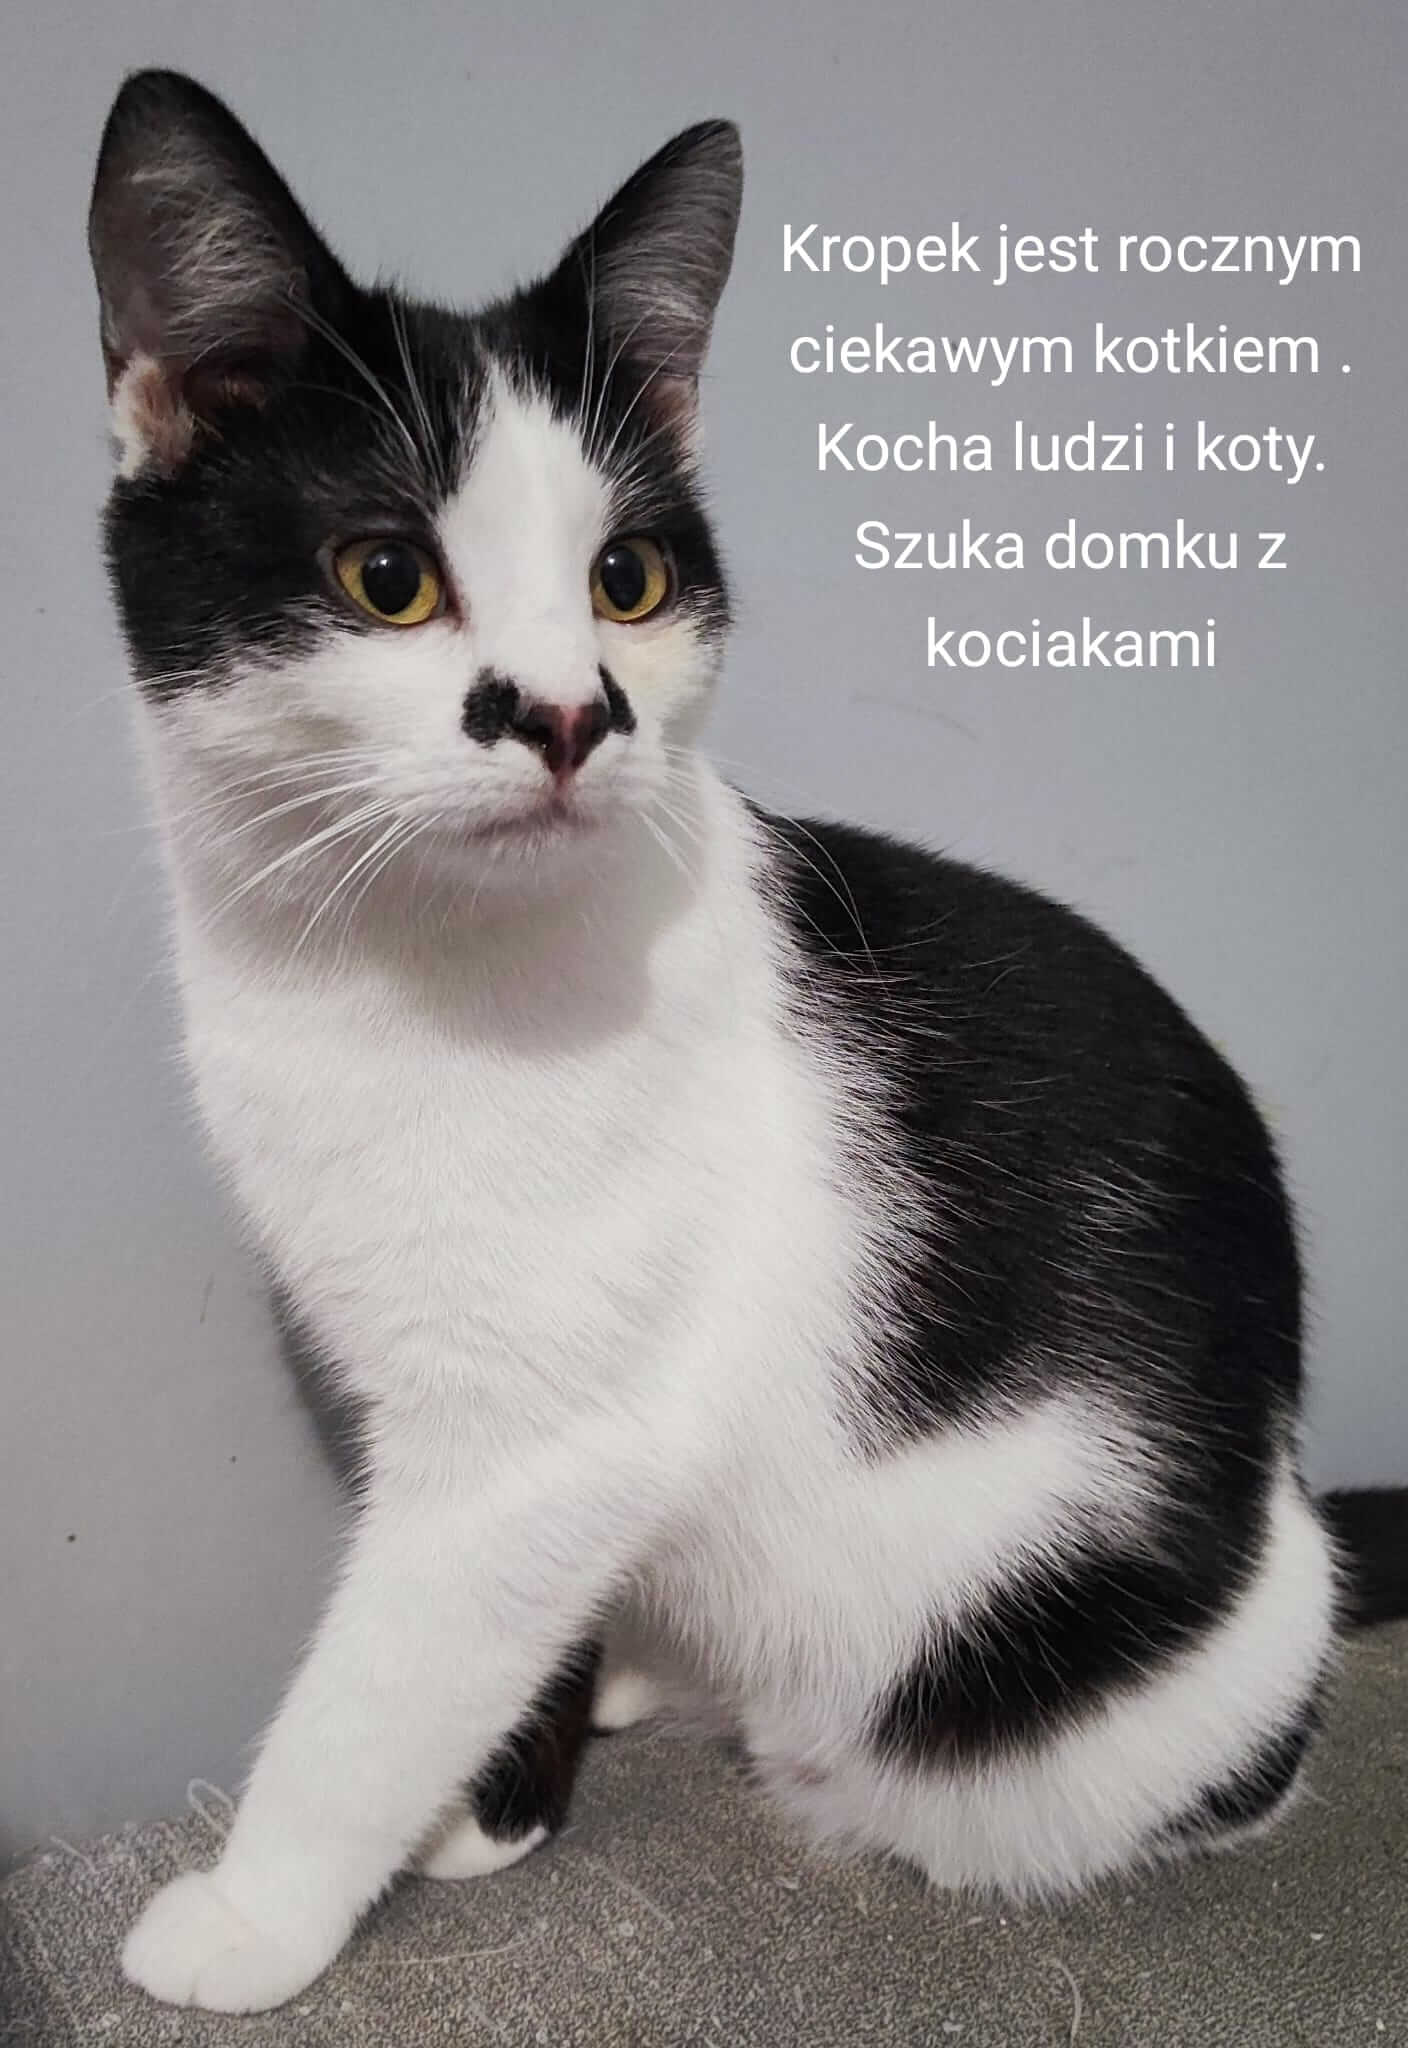 Kropek jest rocznym
ciekawym kotkiem .
Kocha ludzi i koty.
Szuka domku z
kociakami